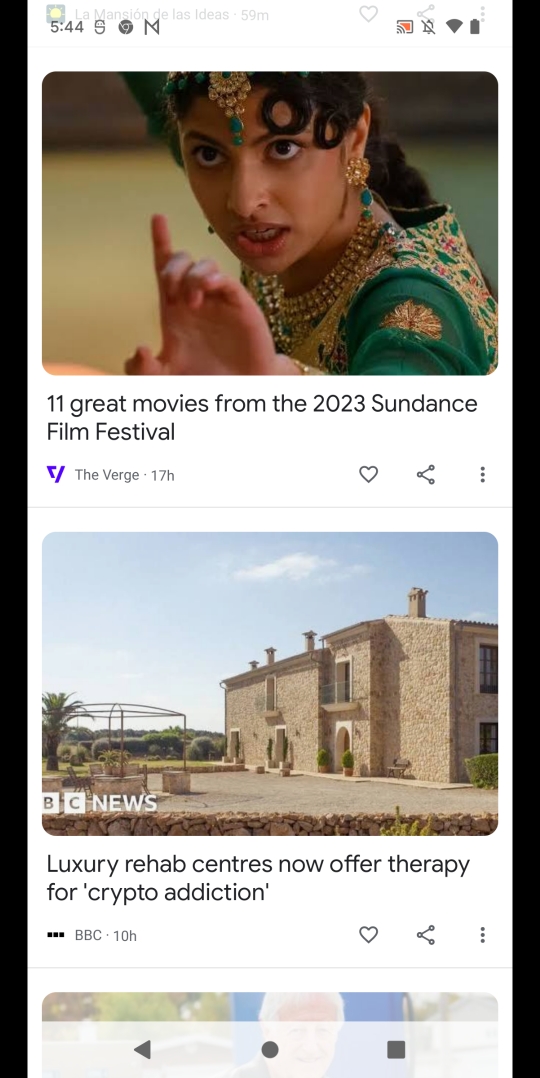 La Mansión de las Ideas · 59m
5:44
11 great movies from the 2023 Sundance
Film Festival
The Verge · 17h
BBC NEWS
Luxury rehab centres now offer therapy
for 'crypto addiction'
BBC · 10h